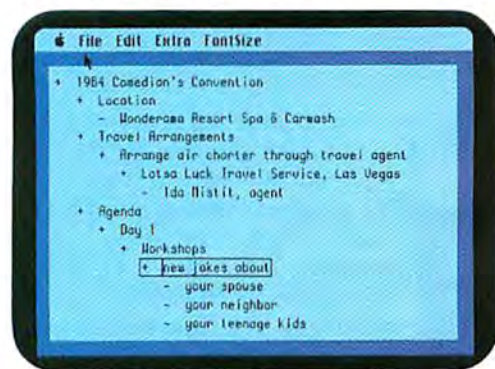 File Edit Extra FontSize
+ 1984 Comedian's Convention
+ Location
- Wonderama Resort Spa & Carwash
+ Travel Arrangements
+ Arrange air charter through travel agent
+ Lotsa Luck Travel Service, Las Vegas
- Ida Mistit, agent
+ Agenda
+ Day 1
+ Workshops
+ new jokes about
- your spouse
- your neighbor
- your teenage kids